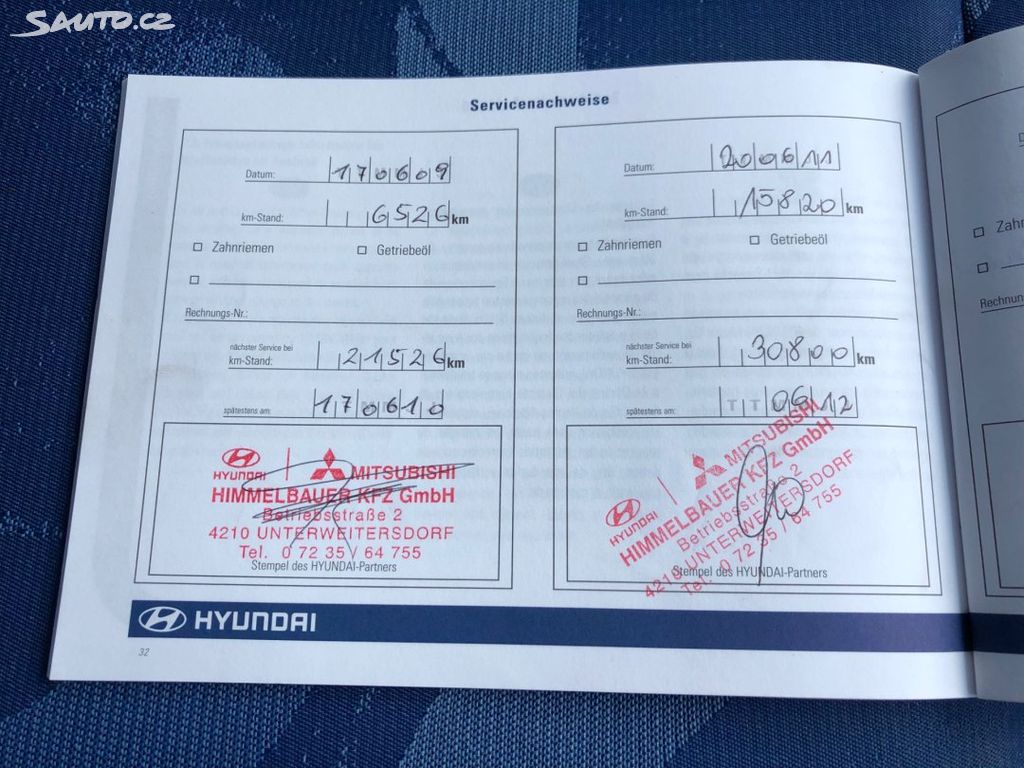 SAUTO.CZ
Servicenachweise
Datum: 170609
km-Stand: 6526 km
Zahnriemen Getriebeöl
Rechnungs-Nr.:
nächster Service bei
km-Stand: 21526 km
spätestens am: 170610
HYUNDAI MITSUBISHI
HIMMELBAUER KFZ GmbH
Betriebsstraße 2
4210 UNTERWEITERSDORF
Tel. 0 72 35 / 64 755
Stempel des HYUNDAI-Partners
Datum: 200611
km-Stand: 15820 km
Zahnriemen Getriebeöl
Rechnungs-Nr.:
nächster Service bei
km-Stand: 30800 km
spätestens am: TT0612
HYUNDAI MITSUBISHI
HIMMELBAUER KFZ GmbH
Betriebsstraße 2
4210 UNTERWEITERSDORF
Tel. 0 72 35 / 64 755
Stempel des HYUNDAI-Partners
HYUNDAI
32